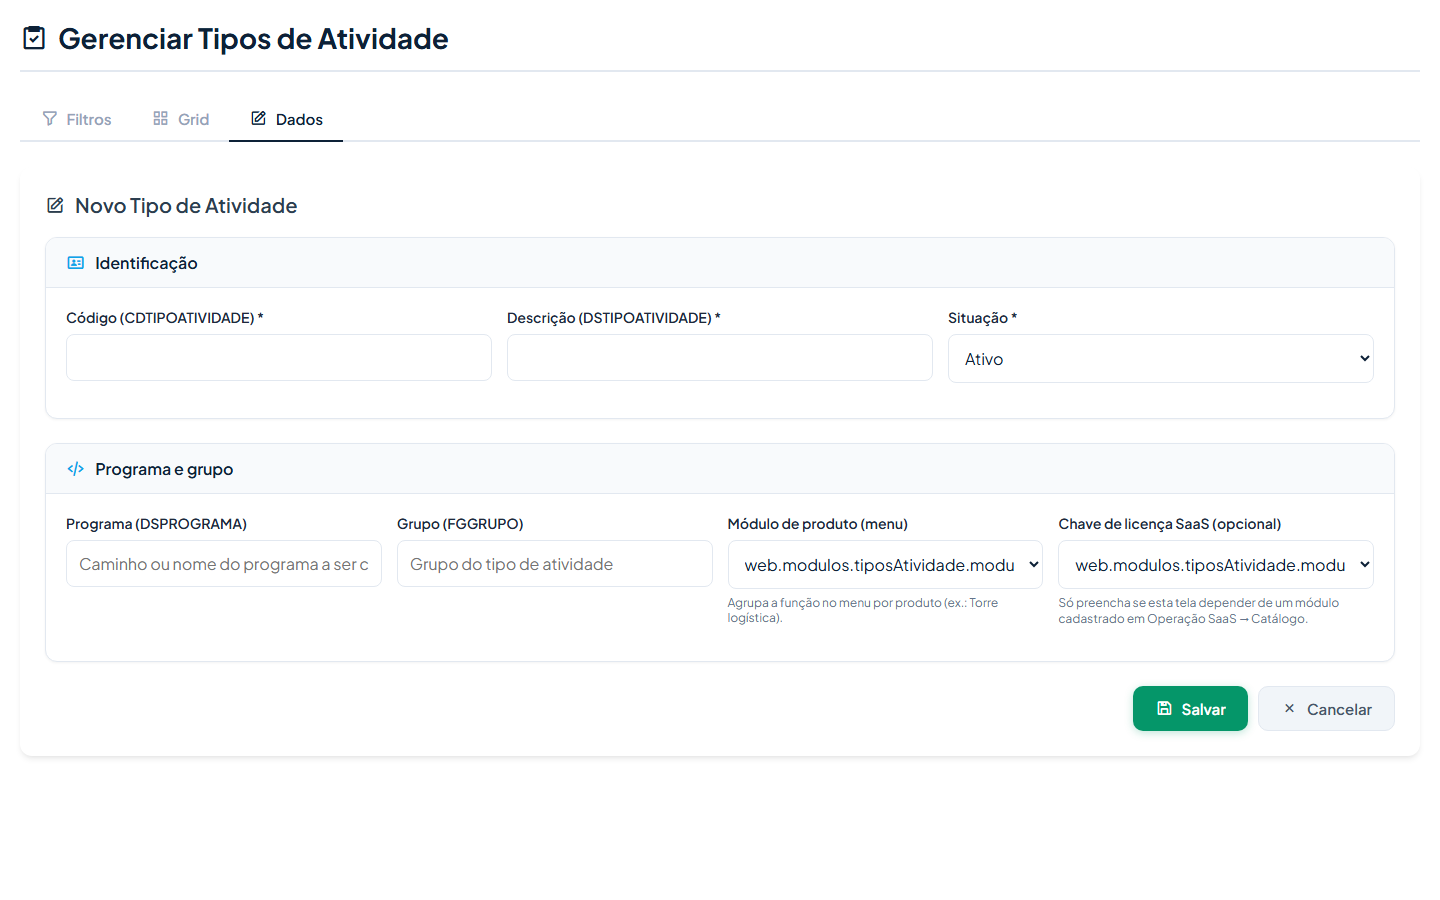 Gerenciar Tipos de Atividade
Filtros
Grid
Dados
Novo Tipo de Atividade
Identificação
Código (CDTIPOATIVIDADE) *
Descrição (DSTIPOATIVIDADE) *
Situação *
Ativo
Programa e grupo
Programa (DSPROGRAMA)
Grupo (FGGRUPO)
Módulo de produto (menu)
Chave de licença SaaS (opcional)
Caminho ou nome do programa a ser c
Grupo do tipo de atividade
web.modulos.tiposAtividade.modu
web.modulos.tiposAtividade.modu
Agrupa a função no menu por produto (ex.: Torre
logística).
Só preencha se esta tela depender de um módulo
cadastrado em Operação SaaS → Catálogo.
Salvar
Cancelar